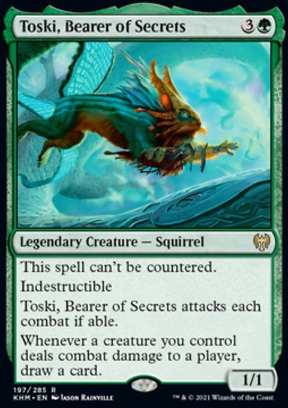 Toski, Bearer of Secrets 3
Legendary Creature — Squirrel
This spell can't be countered.
Indestructible
Toski, Bearer of Secrets attacks each
combat if able.
Whenever a creature you control
deals combat damage to a player,
draw a card.
197/285 R
KHM • EN Jason Rainville
1/1
™ & © 2021 Wizards of the Coast